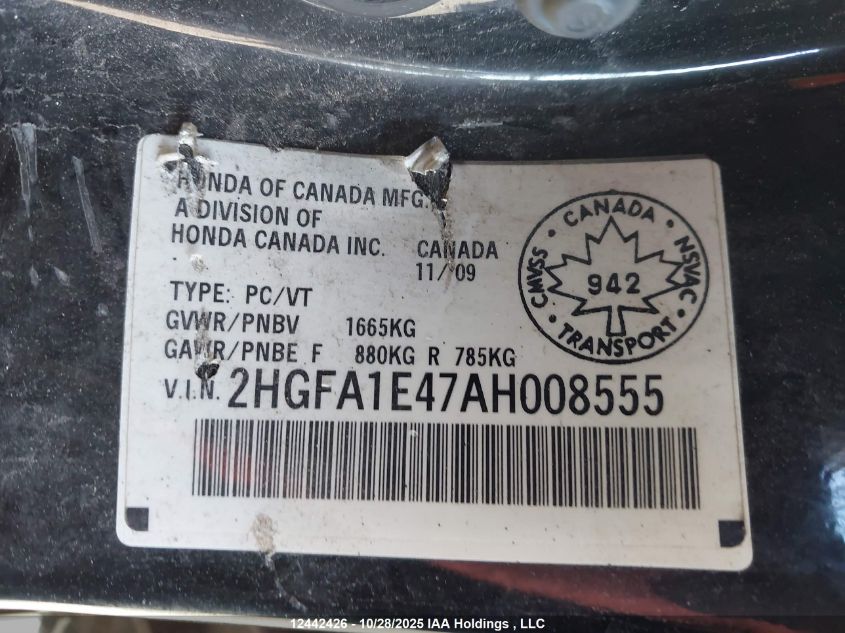 HONDA OF CANADA MFG.
A DIVISION OF
HONDA CANADA INC. CANADA
11/'09
TYPE: PC/VT
GVWR/PNBV 1665KG
GAWR/PNBE F 880KG R 785KG
V.I.N. 2HGFA1E47AH008555
CANADA
CMVSS
NSVAC
942
TRANSPORT
12442426 - 10/28/2025 IAA Holdings , LLC